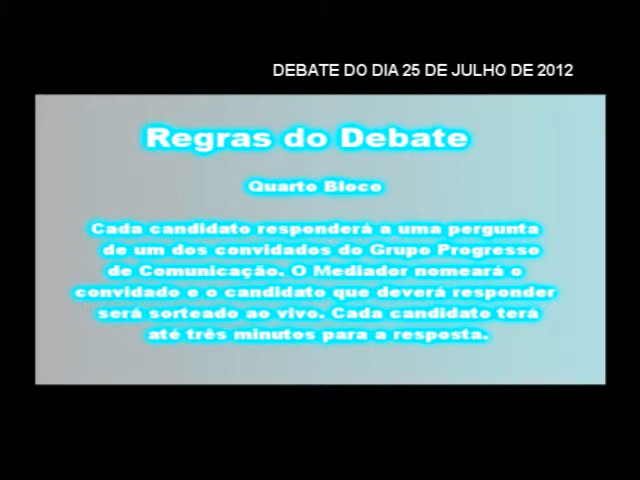 DEBATE DO DIA 25 DE JULHO DE 2012
Regras do Debate
Quarto Bloco
Cada candidato responderá a uma pergunta
de um dos convidados do Grupo Progresso
de Comunicação. O Mediador nomeará o
convidado e o candidato que deverá responder
será sorteado ao vivo. Cada candidato terá
até três minutos para a resposta.